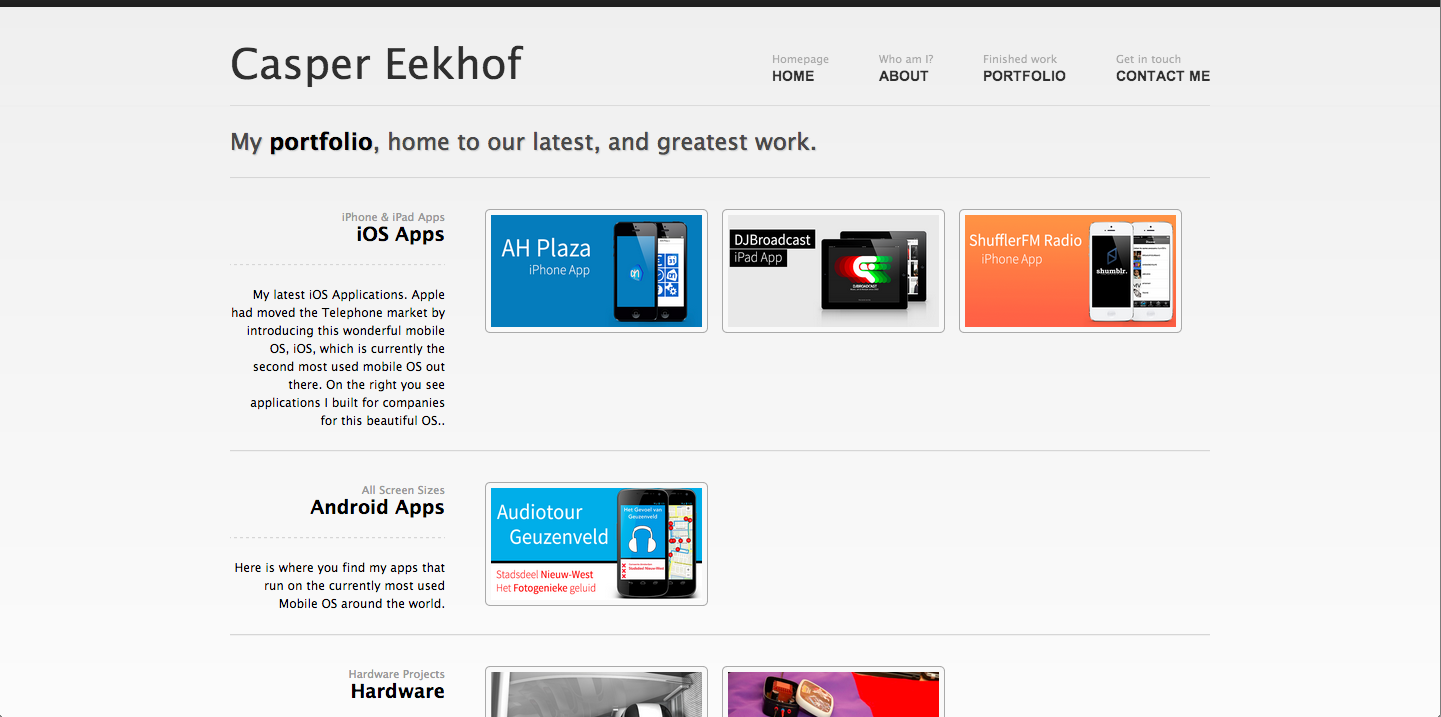 Casper Eekhof
Homepage
HOME
Who am I?
ABOUT
Finished work
PORTFOLIO
Get in touch
CONTACT ME
My portfolio, home to our latest, and greatest work.
iPhone & iPad Apps
iOS Apps
My latest iOS Applications. Apple
had moved the Telephone market by
introducing this wonderful mobile
OS, iOS, which is currently the
second most used mobile OS out
there. On the right you see
applications I built for companies
for this beautiful OS..
AH Plaza
iPhone App
DJBroadcast
iPad App
DJBROADCAST
ShufflerFM Radio
iPhone App
shumblr.
All Screen Sizes
Android Apps
Here is where you find my apps that
run on the currently most used
Mobile OS around the world.
Audiotour
Geuzenveld
Stadsdeel Nieuw-West
Het Fotogenieke geluid
Het Gevoel van
Geuzenveld
Hardware Projects
Hardware